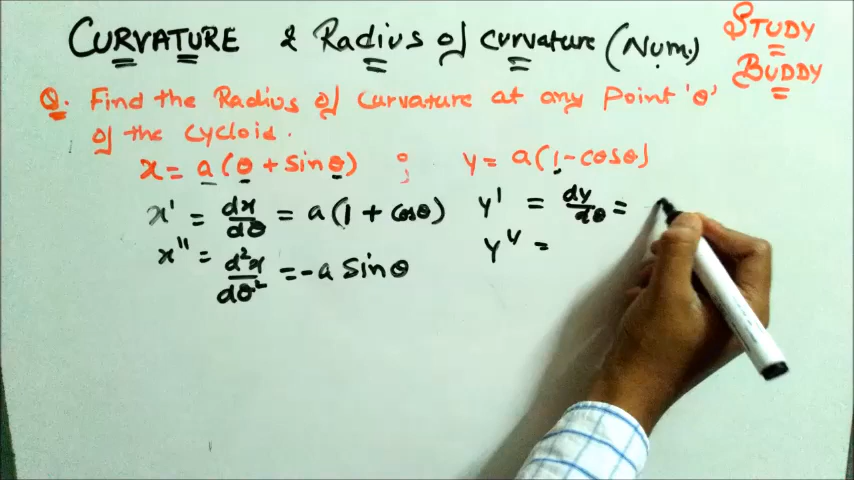 CURVATURE & Radius of curvature (Num.)
STUDY
BUDDY
Q. Find the Radius of Curvature at any Point 'θ'
of the Cycloid.
x = a(θ + sinθ) ; y = a(1 - cosθ)
x' = dx/dθ = a(1 + cosθ) y' = dy/dθ =
x'' = d²x/dθ² = -a Sinθ y'' =